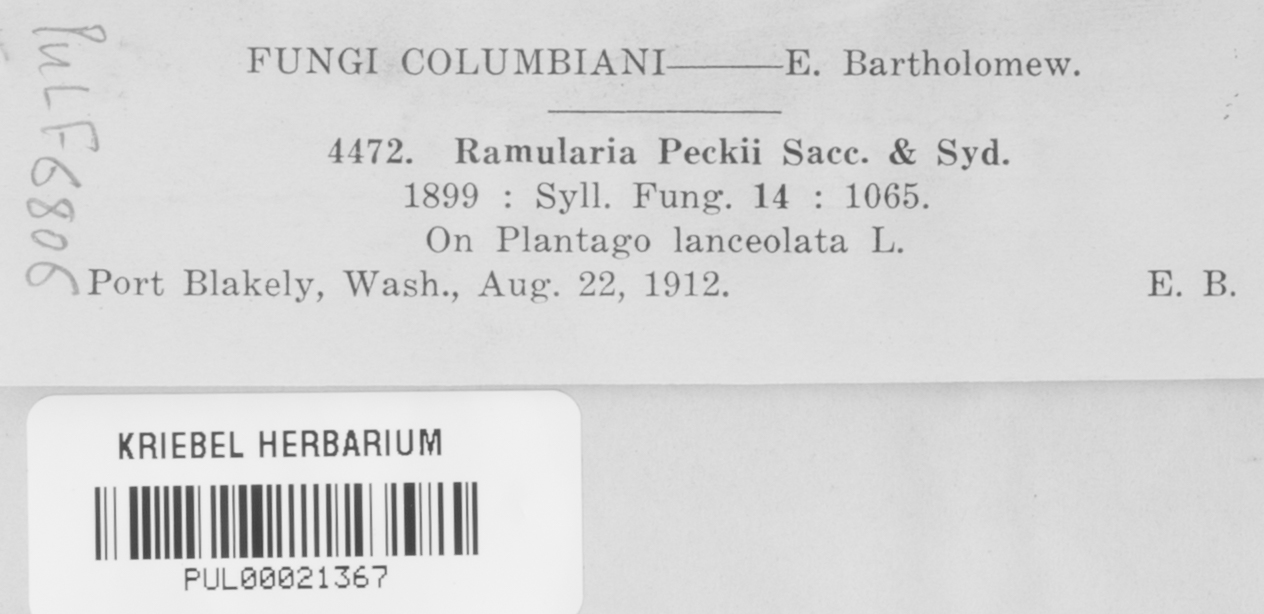 FUNGI COLUMBIANI———E. Bartholomew.
4472. Ramularia Peckii Sacc. & Syd.
1899 : Syll. Fung. 14 : 1065.
On Plantago lanceolata L.
Port Blakely, Wash., Aug. 22, 1912. E. B.
PUL F6806
KRIEBEL HERBARIUM
PUL00021367